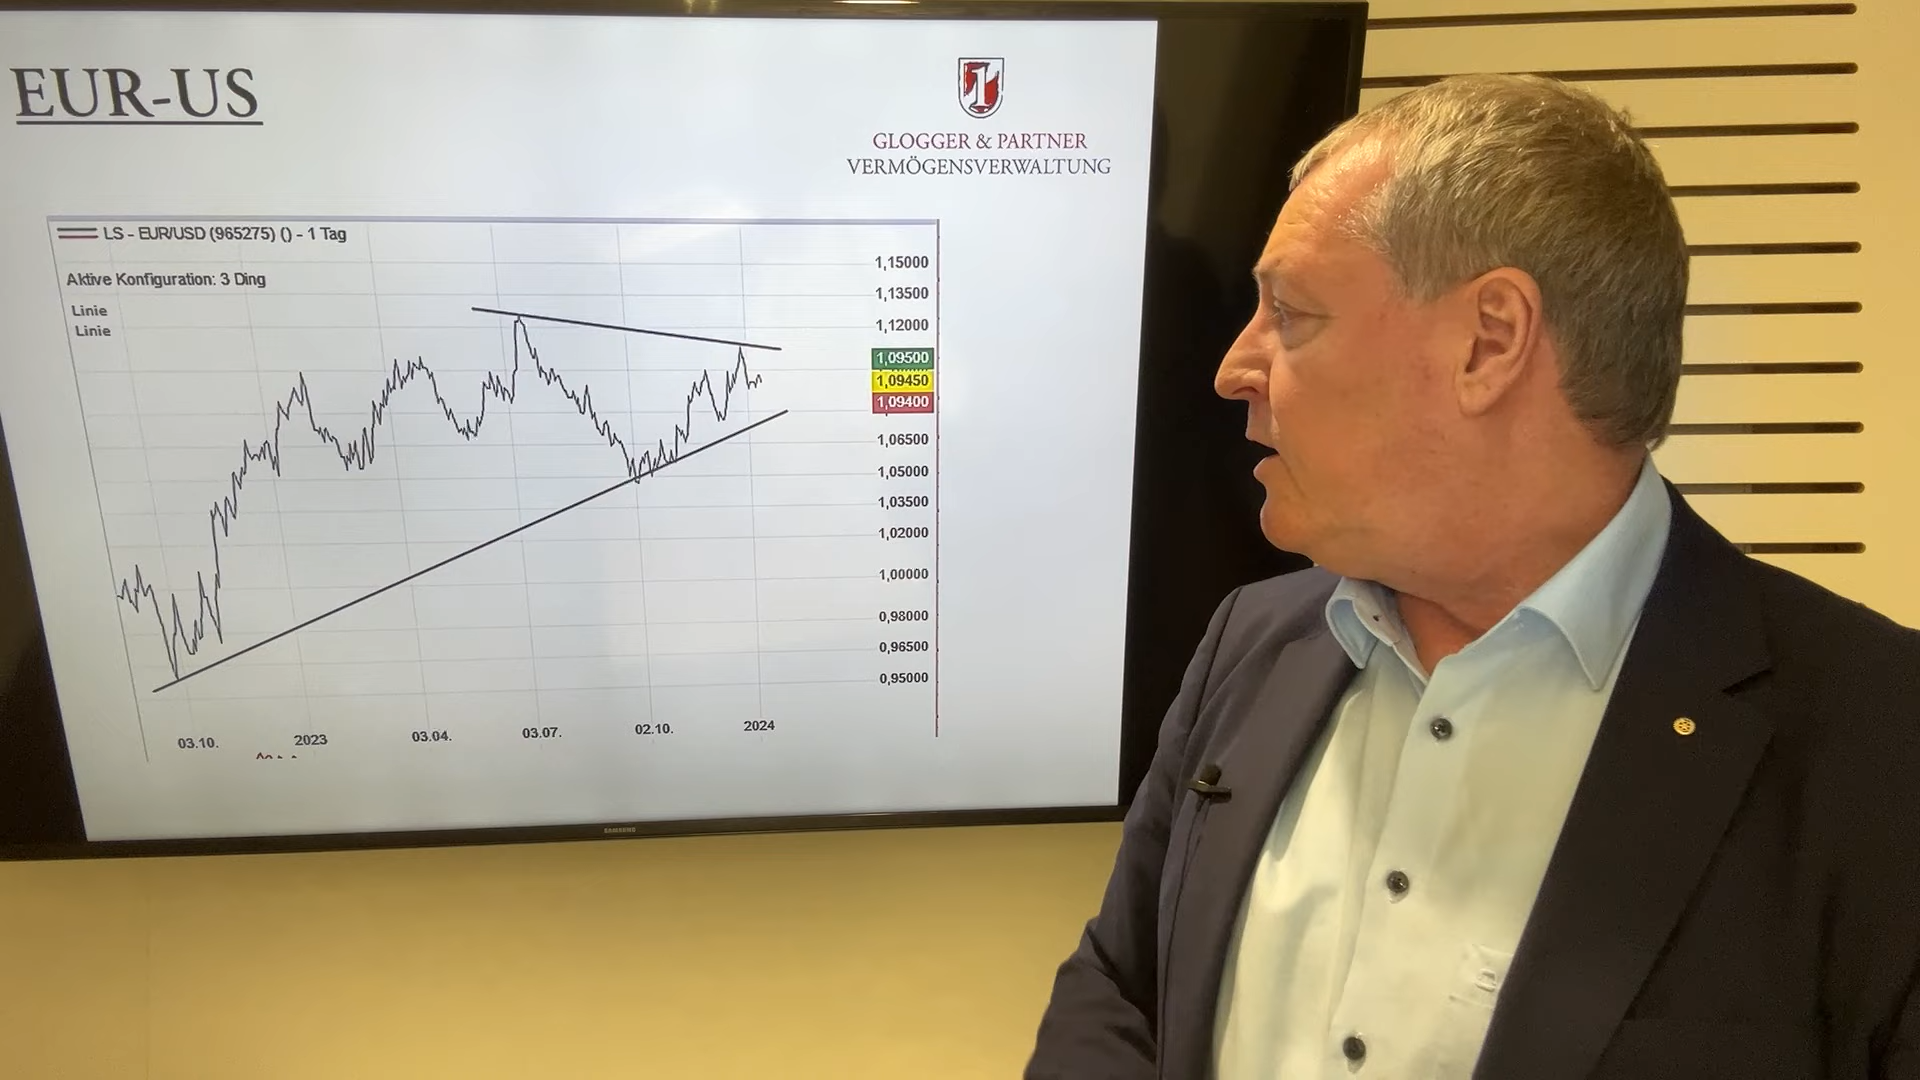 EUR-US
1
GLOGGER & PARTNER
VERMÖGENSVERWALTUNG
LS - EUR/USD (965275) () - 1 Tag
Aktive Konfiguration: 3 Ding
Linie
Linie
1,15000
1,13500
1,12000
1,09500
1,09450
1,09400
1,06500
1,05000
1,03500
1,02000
1,00000
0,98000
0,96500
0,95000
03.10.
2023
03.04.
03.07.
02.10.
2024
SAMSUNG